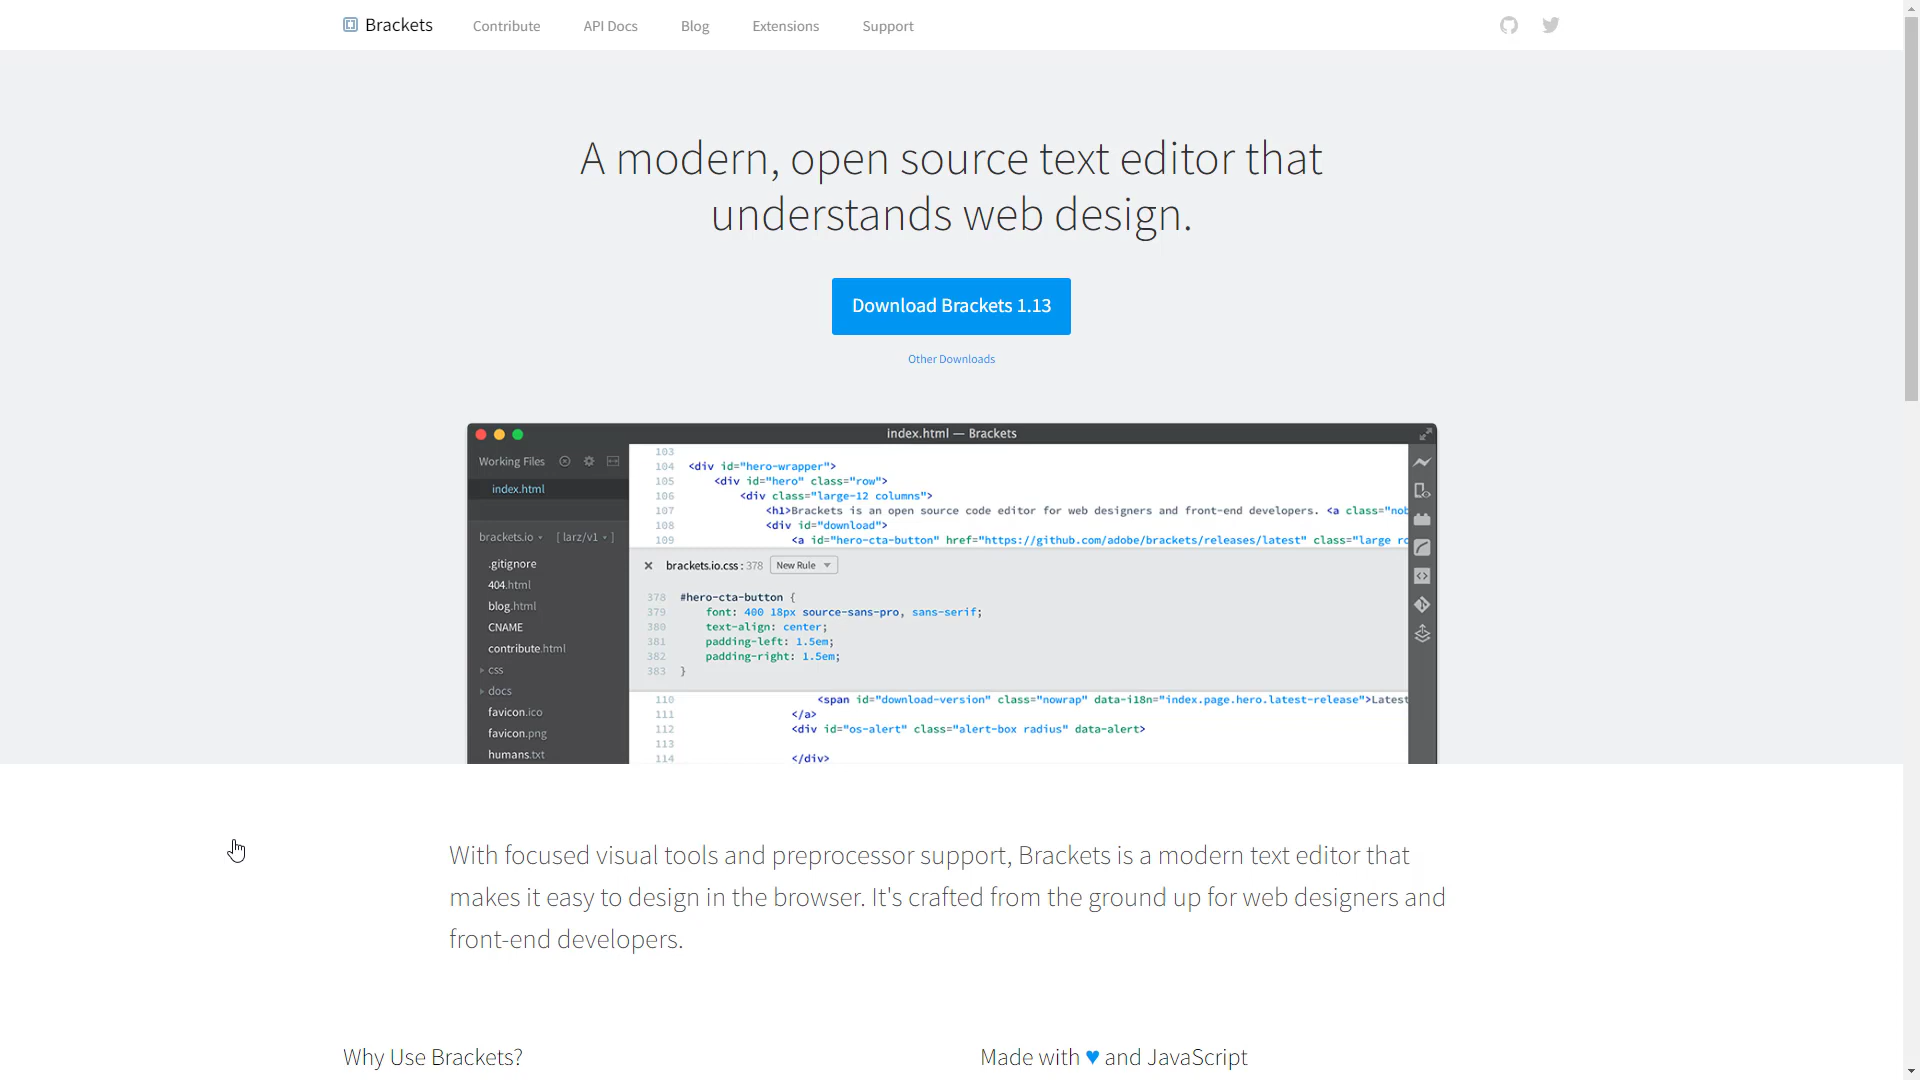 Brackets Contribute API Docs Blog Extensions Support
A modern, open source text editor that
understands web design.
Download Brackets 1.13
Other Downloads
index.html — Brackets
Working Files
index.html
brackets.io [ larz/v1 ]
.gitignore
404.html
blog.html
CNAME
contribute.html
css
docs
favicon.ico
favicon.png
humans.txt
103
104 <div id="hero-wrapper">
105 <div id="hero" class="row">
106 <div class="large-12 columns">
107 <h1>Brackets is an open source code editor for web designers and front-end developers. <a class="nob
108 <div id="download">
109 <a id="hero-cta-button" href="https://github.com/adobe/brackets/releases/latest" class="large ro
× brackets.io.css : 378 New Rule
378 #hero-cta-button {
379 font: 400 18px source-sans-pro, sans-serif;
380 text-align: center;
381 padding-left: 1.5em;
382 padding-right: 1.5em;
383 }
110 <span id="download-version" class="nowrap" data-i18n="index.page.hero.latest-release">Latest
111 </a>
112 <div id="os-alert" class="alert-box radius" data-alert>
113
114 </div>
With focused visual tools and preprocessor support, Brackets is a modern text editor that
makes it easy to design in the browser. It's crafted from the ground up for web designers and
front-end developers.
Why Use Brackets?
Made with ♥ and JavaScript